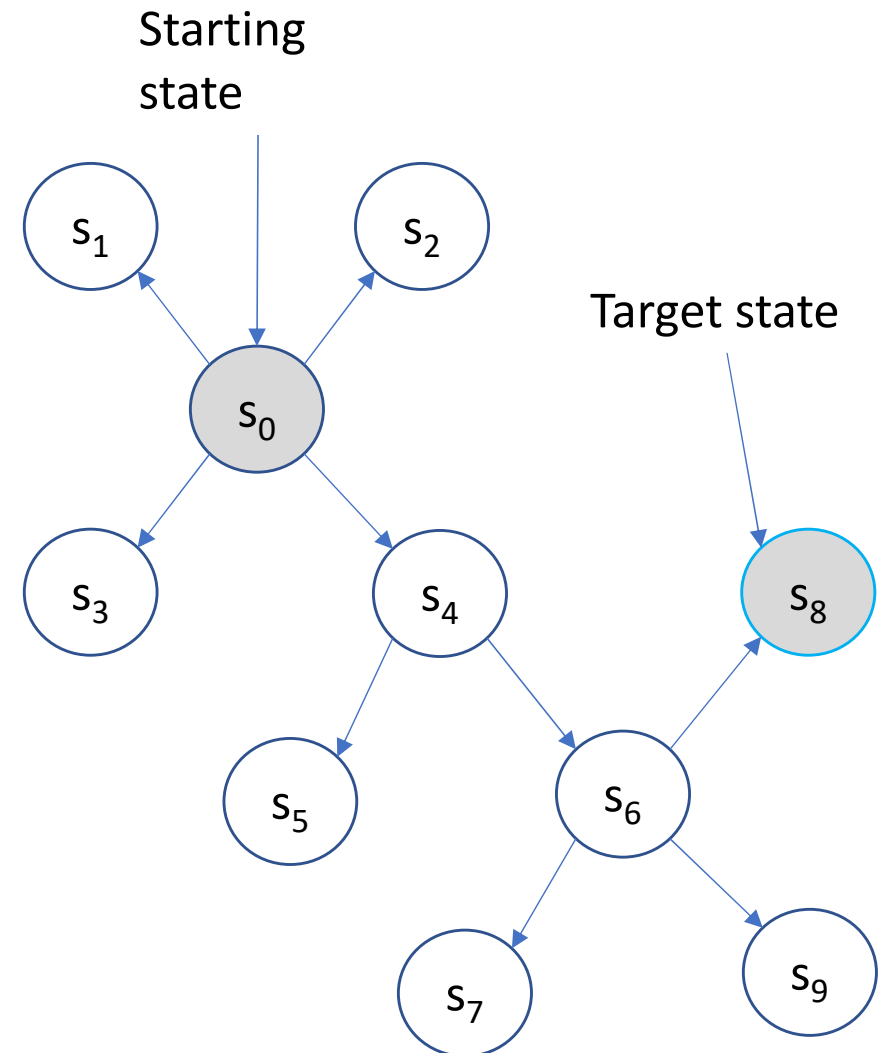 Starting
state
s₁
s₂
Target state
s₀
s₃
s₄
s₈
s₅
s₆
s₇
s₉